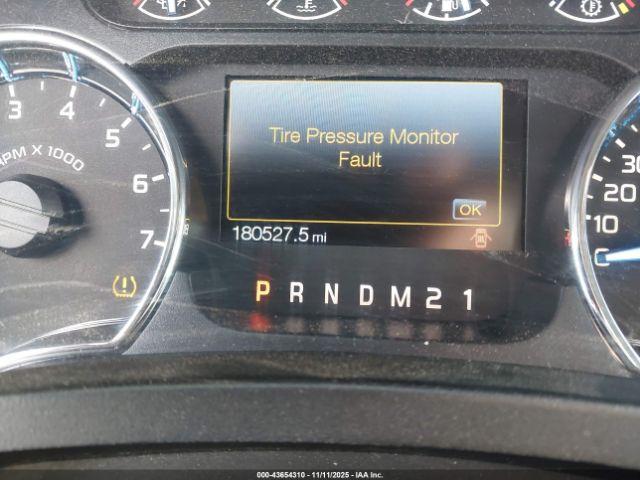 3 4 5 6 7
RPM X 1000
Tire Pressure Monitor
Fault
OK
180527.5 mi
P R N D M 2 1
30
20
10
0
000-43654310 - 11/11/2025 - IAA Inc.